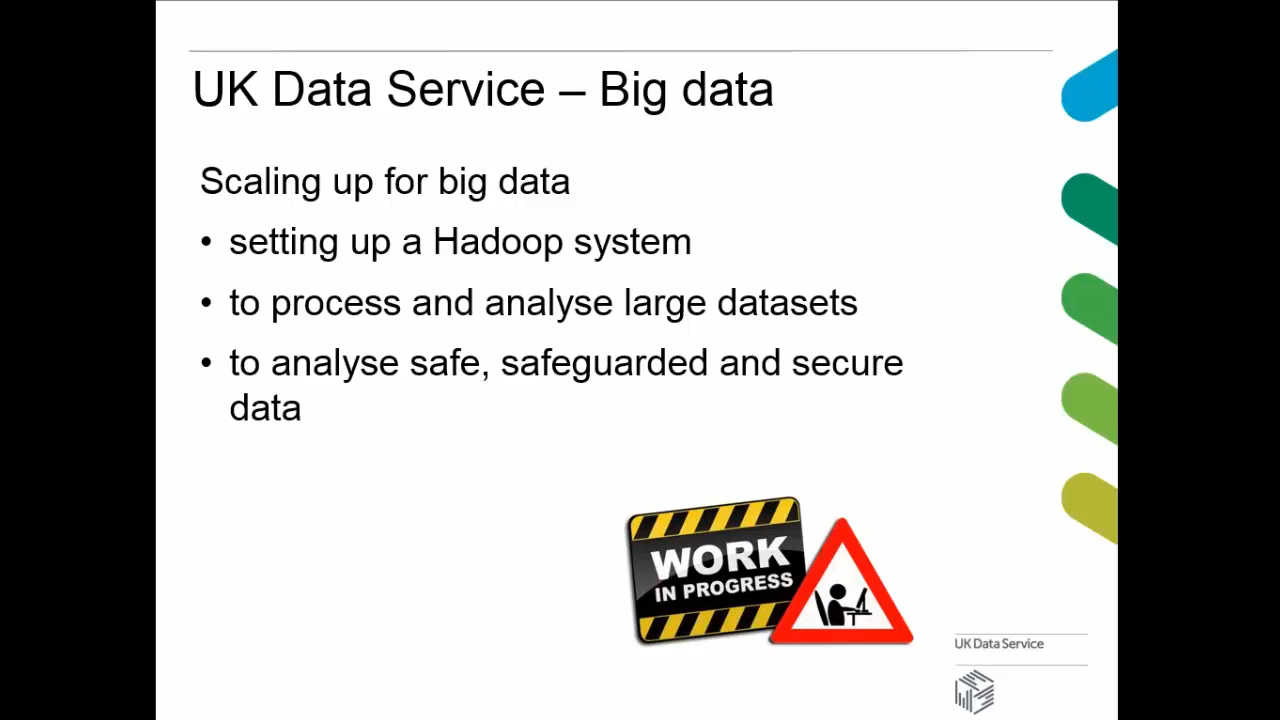 UK Data Service – Big data
Scaling up for big data
• setting up a Hadoop system
• to process and analyse large datasets
• to analyse safe, safeguarded and secure
data
WORK
IN PROGRESS
UK Data Service